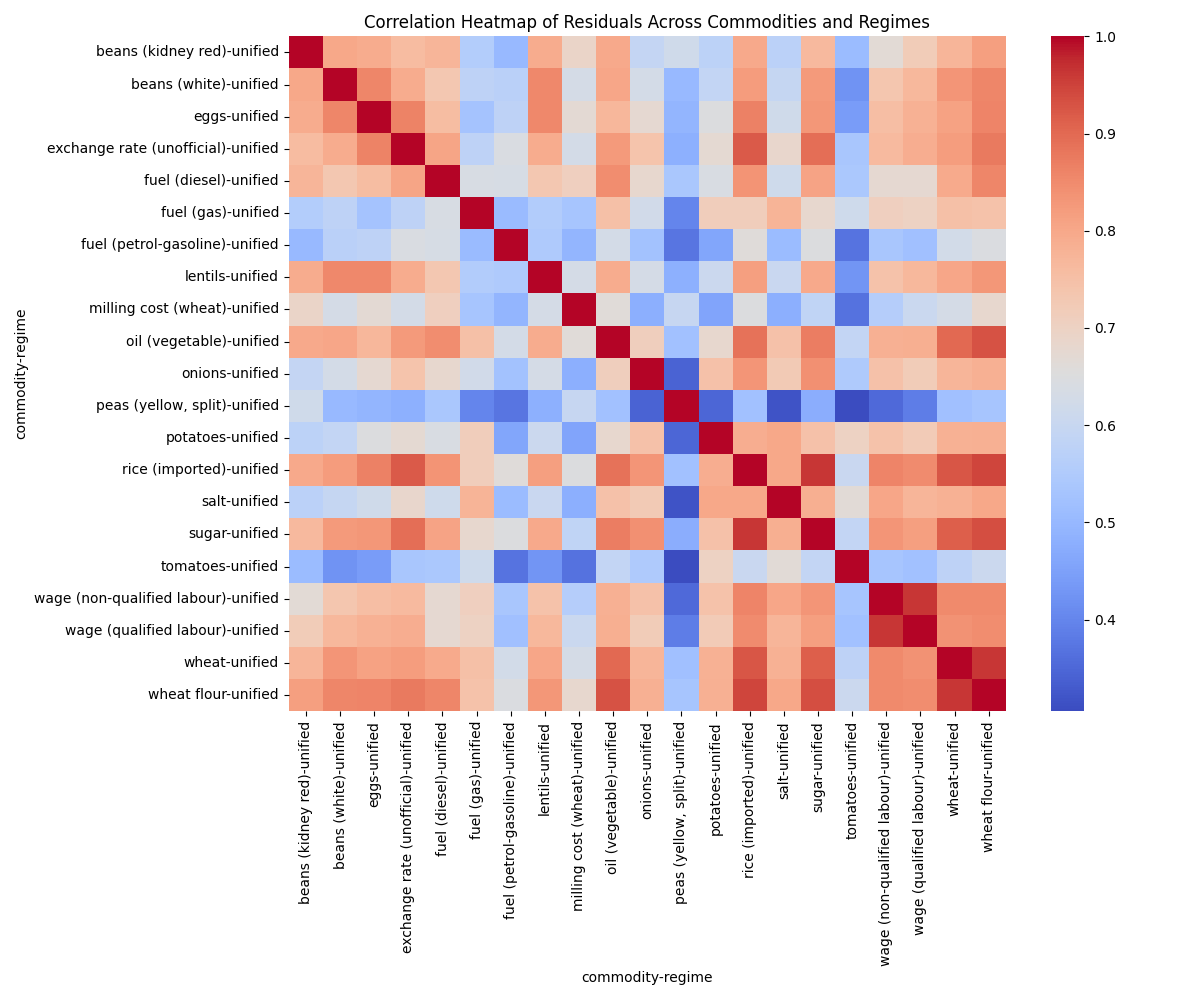 Correlation Heatmap of Residuals Across Commodities and Regimes
commodity-regime
beans (kidney red)-unified
beans (white)-unified
eggs-unified
exchange rate (unofficial)-unified
fuel (diesel)-unified
fuel (gas)-unified
fuel (petrol-gasoline)-unified
lentils-unified
milling cost (wheat)-unified
oil (vegetable)-unified
onions-unified
peas (yellow, split)-unified
potatoes-unified
rice (imported)-unified
salt-unified
sugar-unified
tomatoes-unified
wage (non-qualified labour)-unified
wage (qualified labour)-unified
wheat-unified
wheat flour-unified
1.0
0.9
0.8
0.7
0.6
0.5
0.4
beans (kidney red)-unified
beans (white)-unified
eggs-unified
exchange rate (unofficial)-unified
fuel (diesel)-unified
fuel (gas)-unified
fuel (petrol-gasoline)-unified
lentils-unified
milling cost (wheat)-unified
oil (vegetable)-unified
onions-unified
peas (yellow, split)-unified
potatoes-unified
rice (imported)-unified
salt-unified
sugar-unified
tomatoes-unified
wage (non-qualified labour)-unified
wage (qualified labour)-unified
wheat-unified
wheat flour-unified
commodity-regime